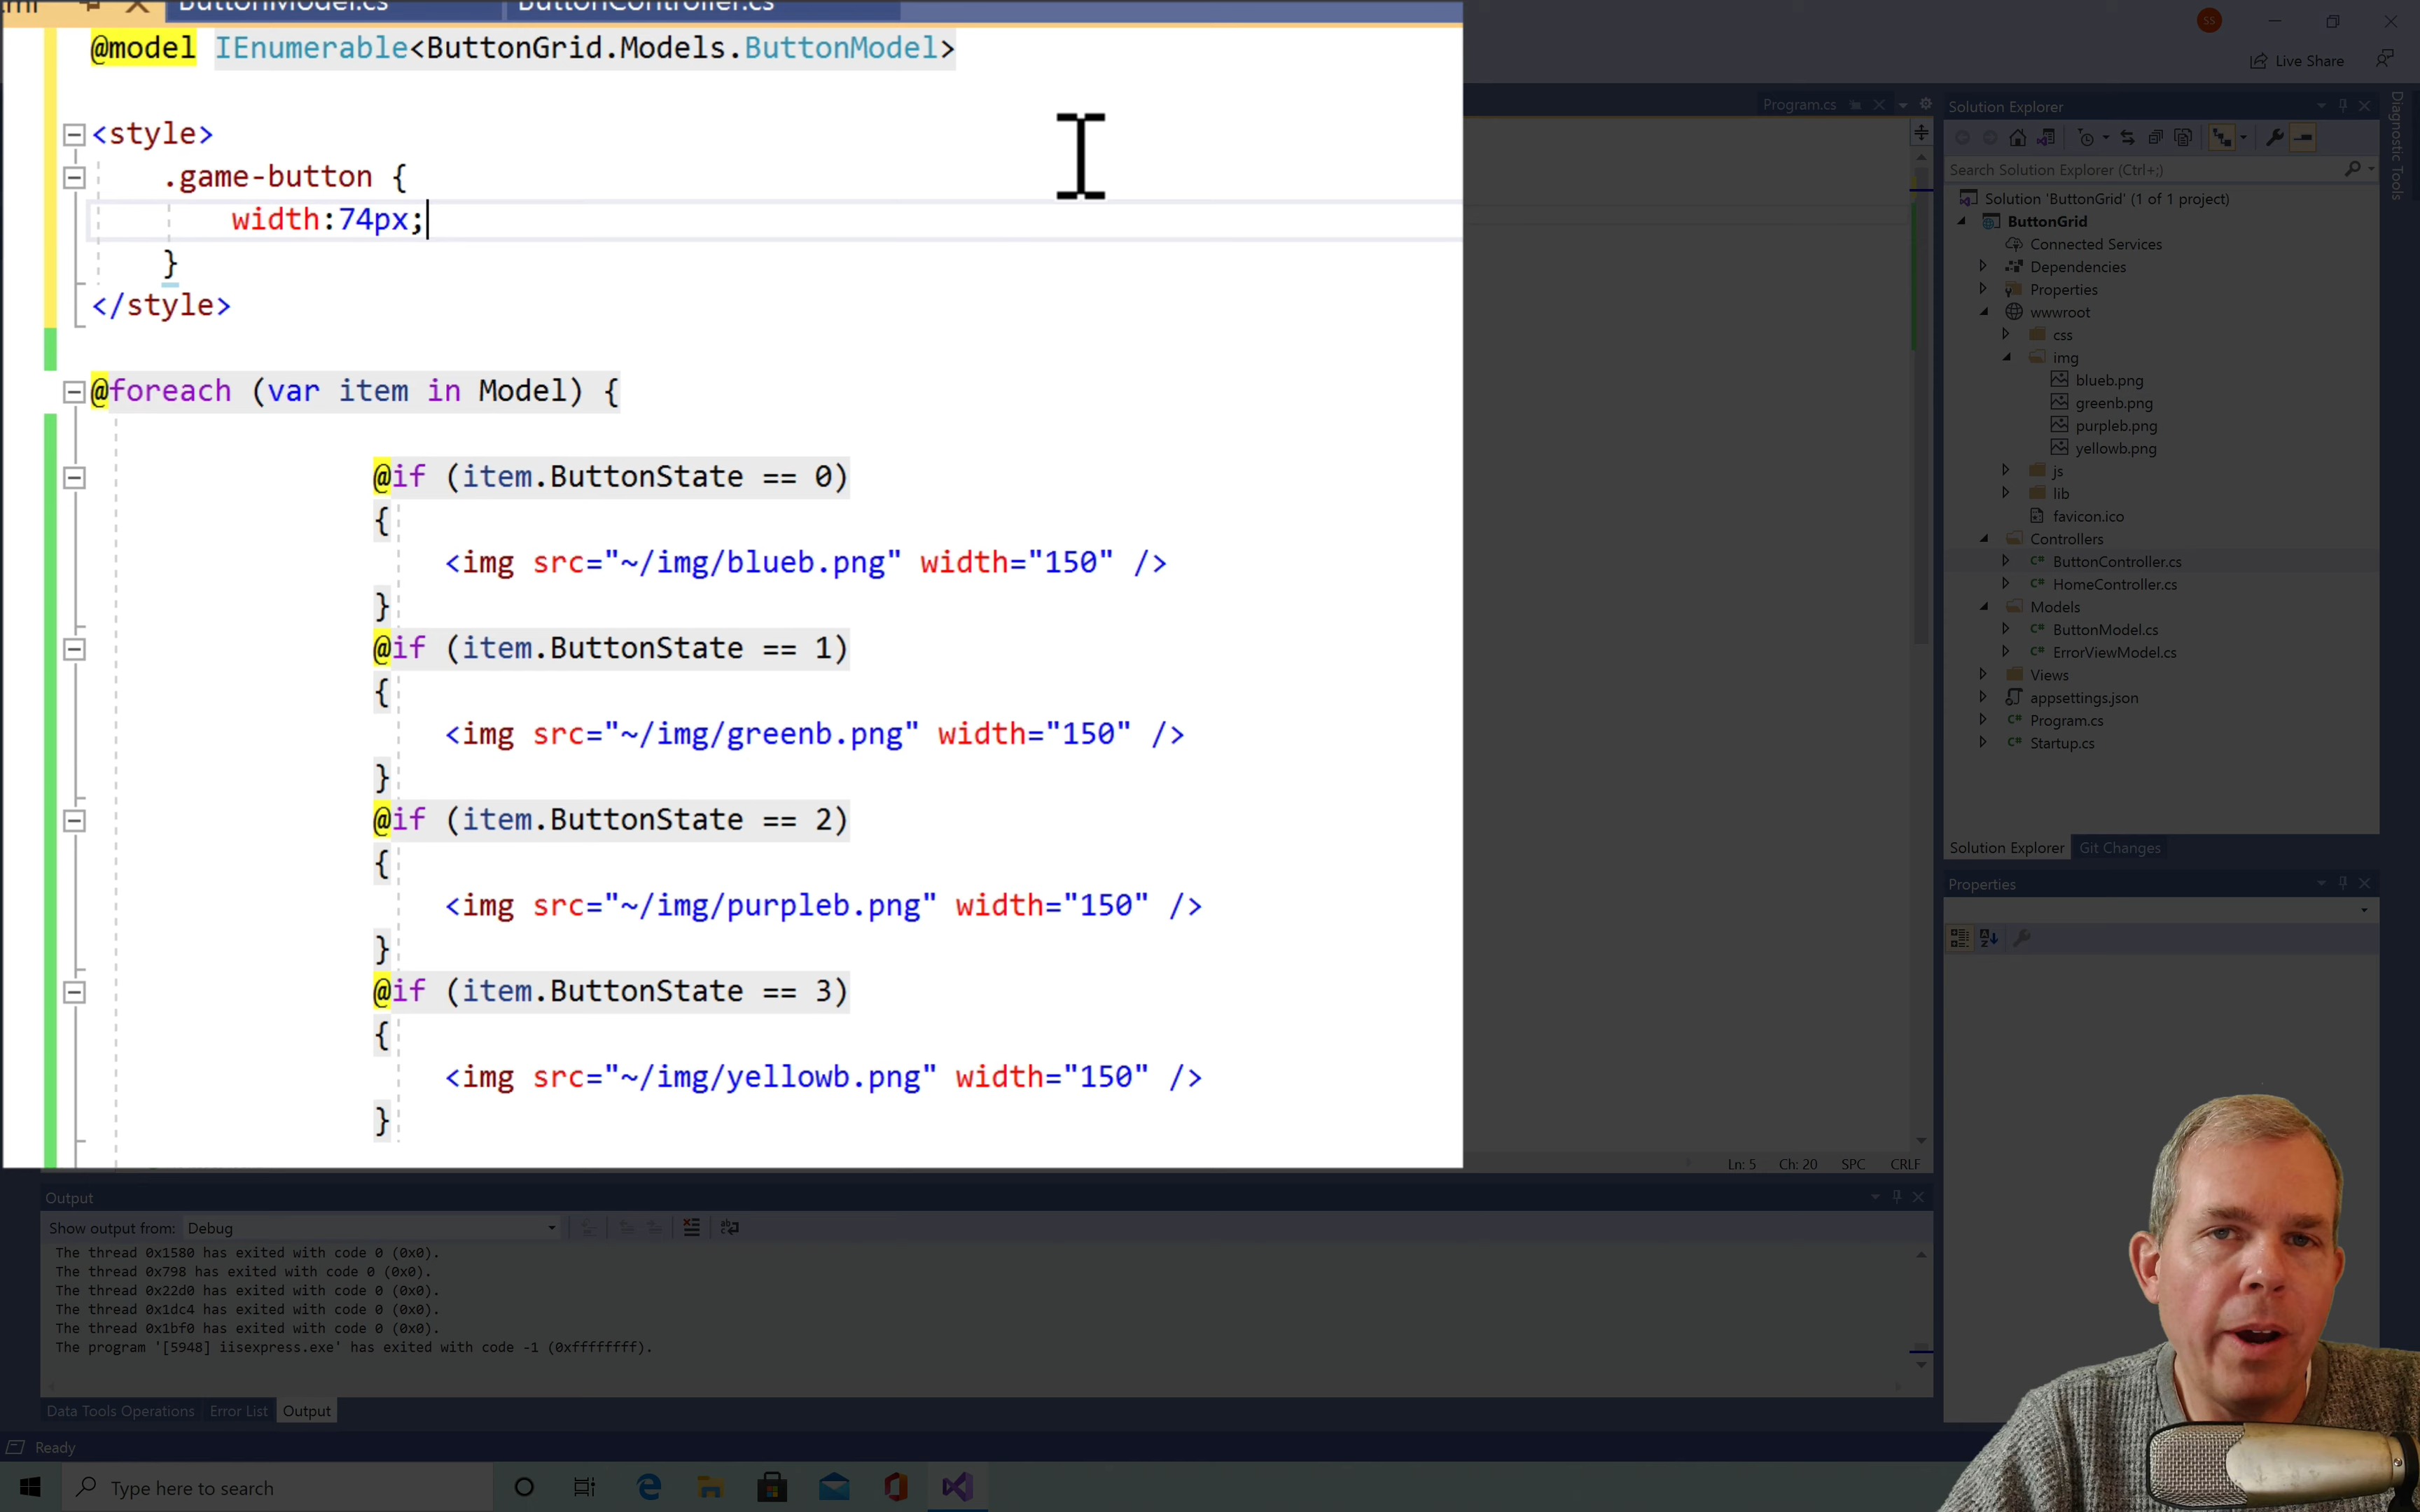 ButtonModel.cs ButtonController.cs
@model IEnumerable<ButtonGrid.Models.ButtonModel>
<style>
.game-button {
width:74px;
}
</style>
@foreach (var item in Model) {
@if (item.ButtonState == 0)
{
<img src="~/img/blueb.png" width="150" />
}
@if (item.ButtonState == 1)
{
<img src="~/img/greenb.png" width="150" />
}
@if (item.ButtonState == 2)
{
<img src="~/img/purpleb.png" width="150" />
}
@if (item.ButtonState == 3)
{
<img src="~/img/yellowb.png" width="150" />
}
Program.cs
Ln: 5 Ch: 20 SPC CRLF
SS
Live Share
Diagnostic Tools
Solution Explorer
Search Solution Explorer (Ctrl+;)
Solution 'ButtonGrid' (1 of 1 project)
ButtonGrid
Connected Services
Dependencies
Properties
wwwroot
css
img
blueb.png
greenb.png
purpleb.png
yellowb.png
js
lib
favicon.ico
Controllers
C# ButtonController.cs
C# HomeController.cs
Models
C# ButtonModel.cs
C# ErrorViewModel.cs
Views
appsettings.json
C# Program.cs
C# Startup.cs
Solution Explorer Git Changes
Properties
Output
Show output from: Debug
The thread 0x1580 has exited with code 0 (0x0).
The thread 0x798 has exited with code 0 (0x0).
The thread 0x22d0 has exited with code 0 (0x0).
The thread 0x1dc4 has exited with code 0 (0x0).
The thread 0x1bf0 has exited with code 0 (0x0).
The program '[5948] iisexpress.exe' has exited with code -1 (0xffffffff).
Data Tools Operations Error List Output
Ready
Type here to search